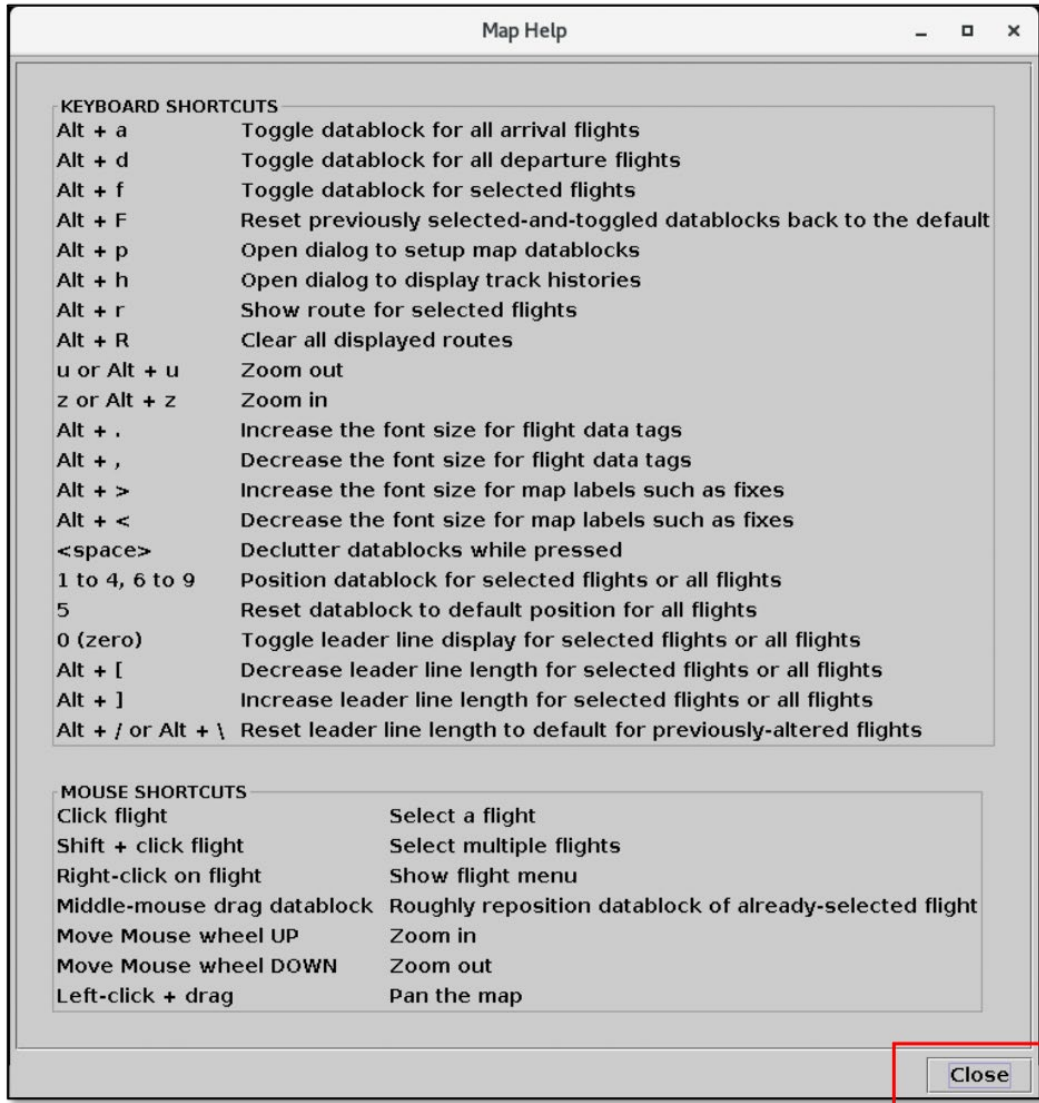 Map Help
KEYBOARD SHORTCUTS
Alt + a Toggle datablock for all arrival flights
Alt + d Toggle datablock for all departure flights
Alt + f Toggle datablock for selected flights
Alt + F Reset previously selected-and-toggled datablocks back to the default
Alt + p Open dialog to setup map datablocks
Alt + h Open dialog to display track histories
Alt + r Show route for selected flights
Alt + R Clear all displayed routes
u or Alt + u Zoom out
z or Alt + z Zoom in
Alt + . Increase the font size for flight data tags
Alt + , Decrease the font size for flight data tags
Alt + > Increase the font size for map labels such as fixes
Alt + < Decrease the font size for map labels such as fixes
<space> Declutter datablocks while pressed
1 to 4, 6 to 9 Position datablock for selected flights or all flights
5 Reset datablock to default position for all flights
0 (zero) Toggle leader line display for selected flights or all flights
Alt + [ Decrease leader line length for selected flights or all flights
Alt + ] Increase leader line length for selected flights or all flights
Alt + / or Alt + \ Reset leader line length to default for previously-altered flights
MOUSE SHORTCUTS
Click flight Select a flight
Shift + click flight Select multiple flights
Right-click on flight Show flight menu
Middle-mouse drag datablock Roughly reposition datablock of already-selected flight
Move Mouse wheel UP Zoom in
Move Mouse wheel DOWN Zoom out
Left-click + drag Pan the map
Close